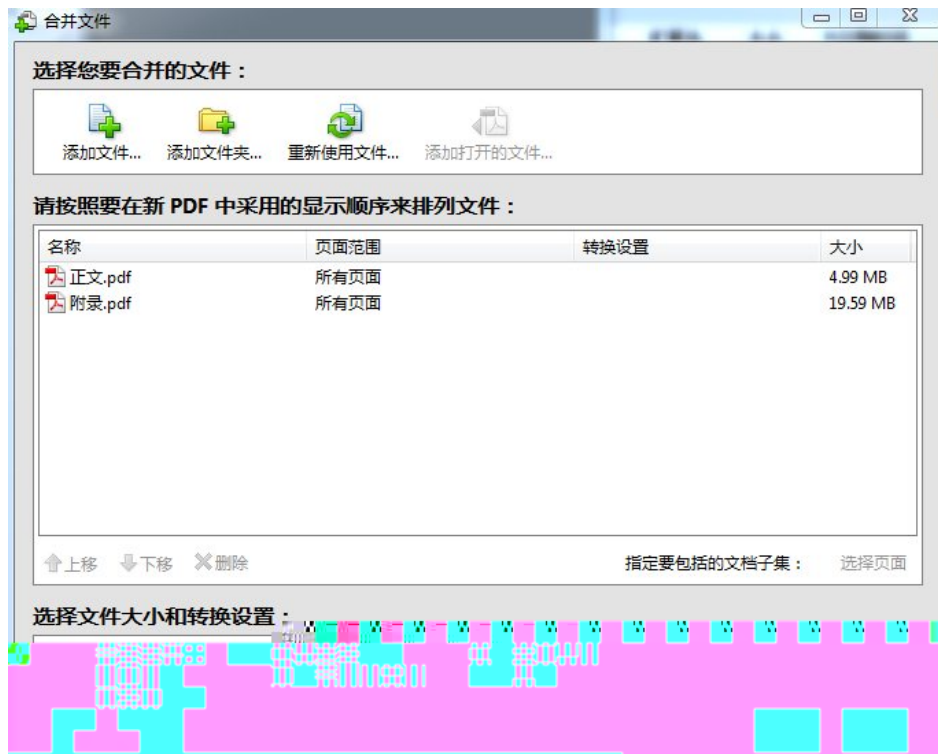 合并文件
选择您要合并的文件：
添加文件... 添加文件夹... 重新使用文件... 添加打开的文件...
请按照要在新 PDF 中采用的显示顺序来排列文件：
名称 页面范围 转换设置 大小
正文.pdf 所有页面 4.99 MB
附录.pdf 所有页面 19.59 MB
上移 下移 删除 指定要包括的文档子集： 选择页面
选择文件大小和转换设置：